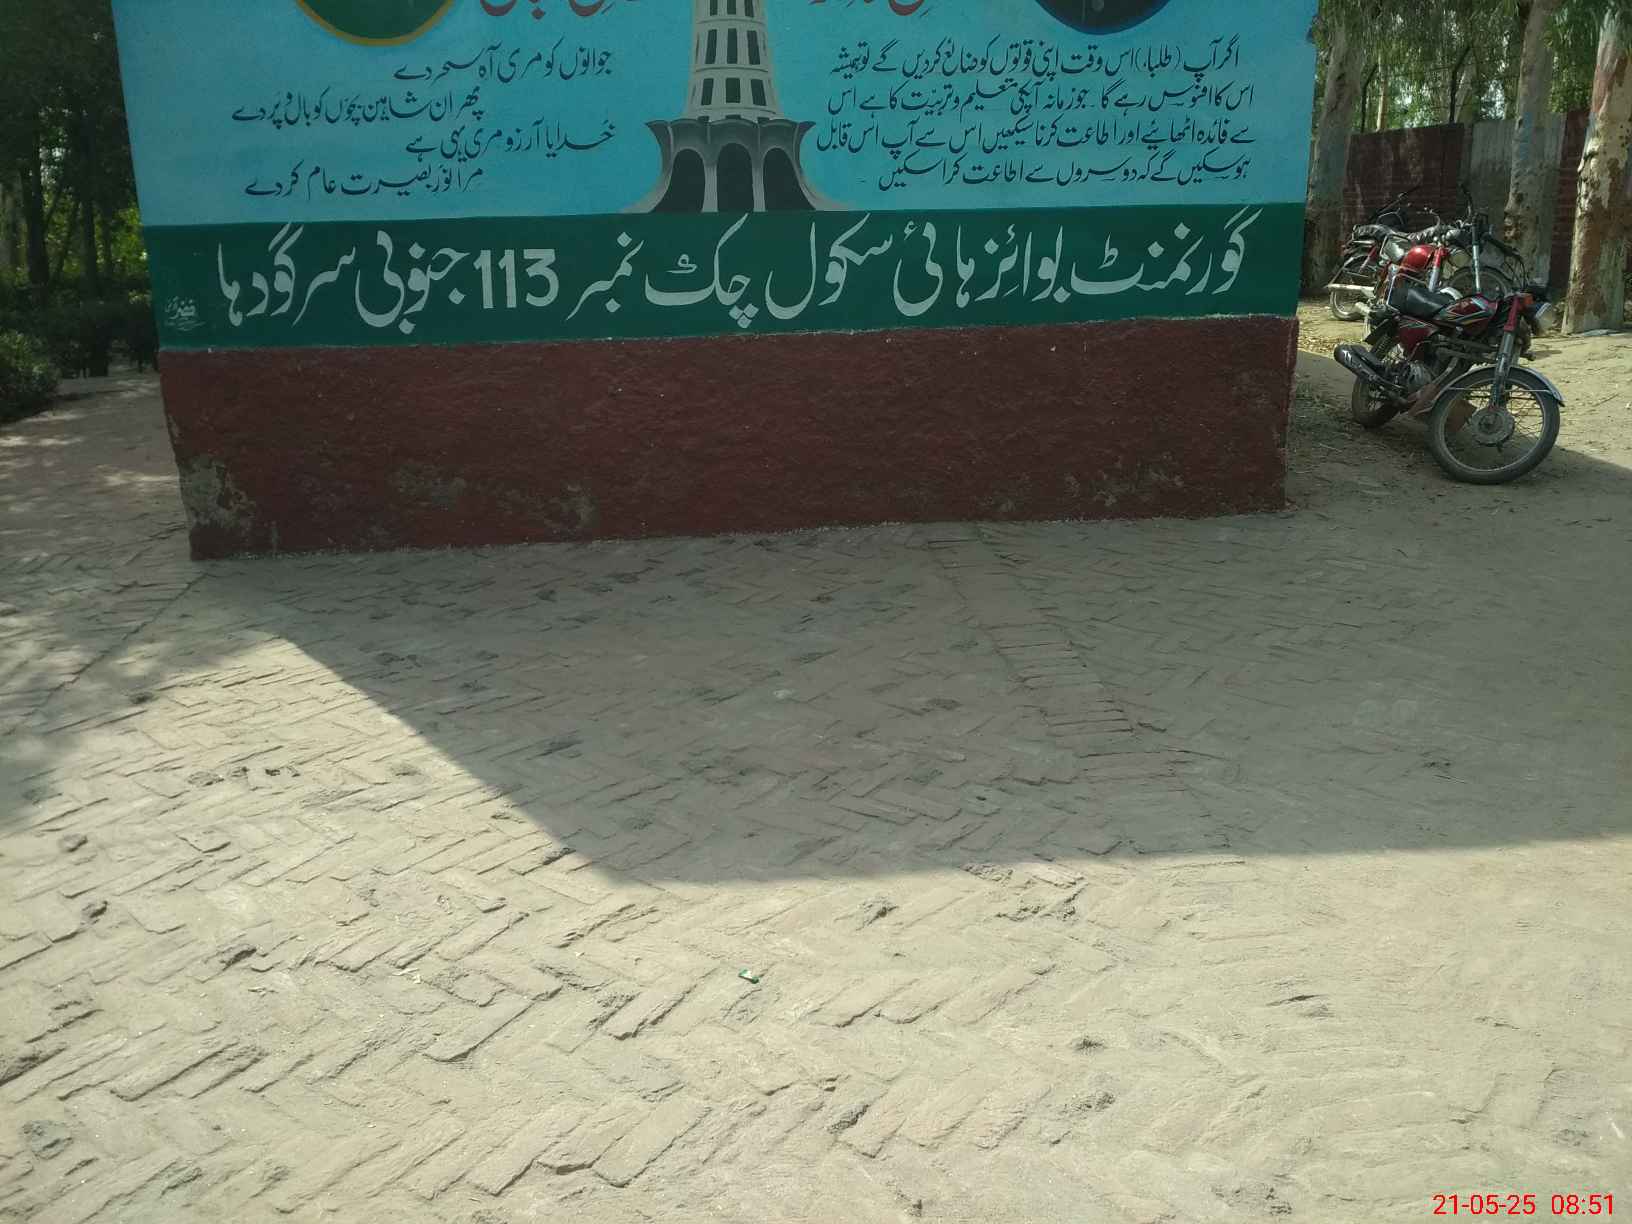 اگر آپ (طلباء) اس وقت اپنی قوتوں کو ضائع کردیں گے تو ہمیشہ
اس کا افسوس رہے گا۔ جو زمانہ آپکی تعلیم و تربیت کا ہے اس
سے فائدہ اٹھائیے اور اطاعت کرنا سیکھیں اس سے آپ اس قابل
ہو سکیں گے کہ دوسروں سے اطاعت کرا سکیں۔
جوانوں کو مری آہ سحر دے
پھر ان شاہین بچوں کو بال و پر دے
خدایا آرزو مری یہی ہے
مرا نور بصیرت عام کر دے
گورنمنٹ بوائز ہائی سکول چک نمبر 113 جنوبی سرگودہا
21-05-25 08:51